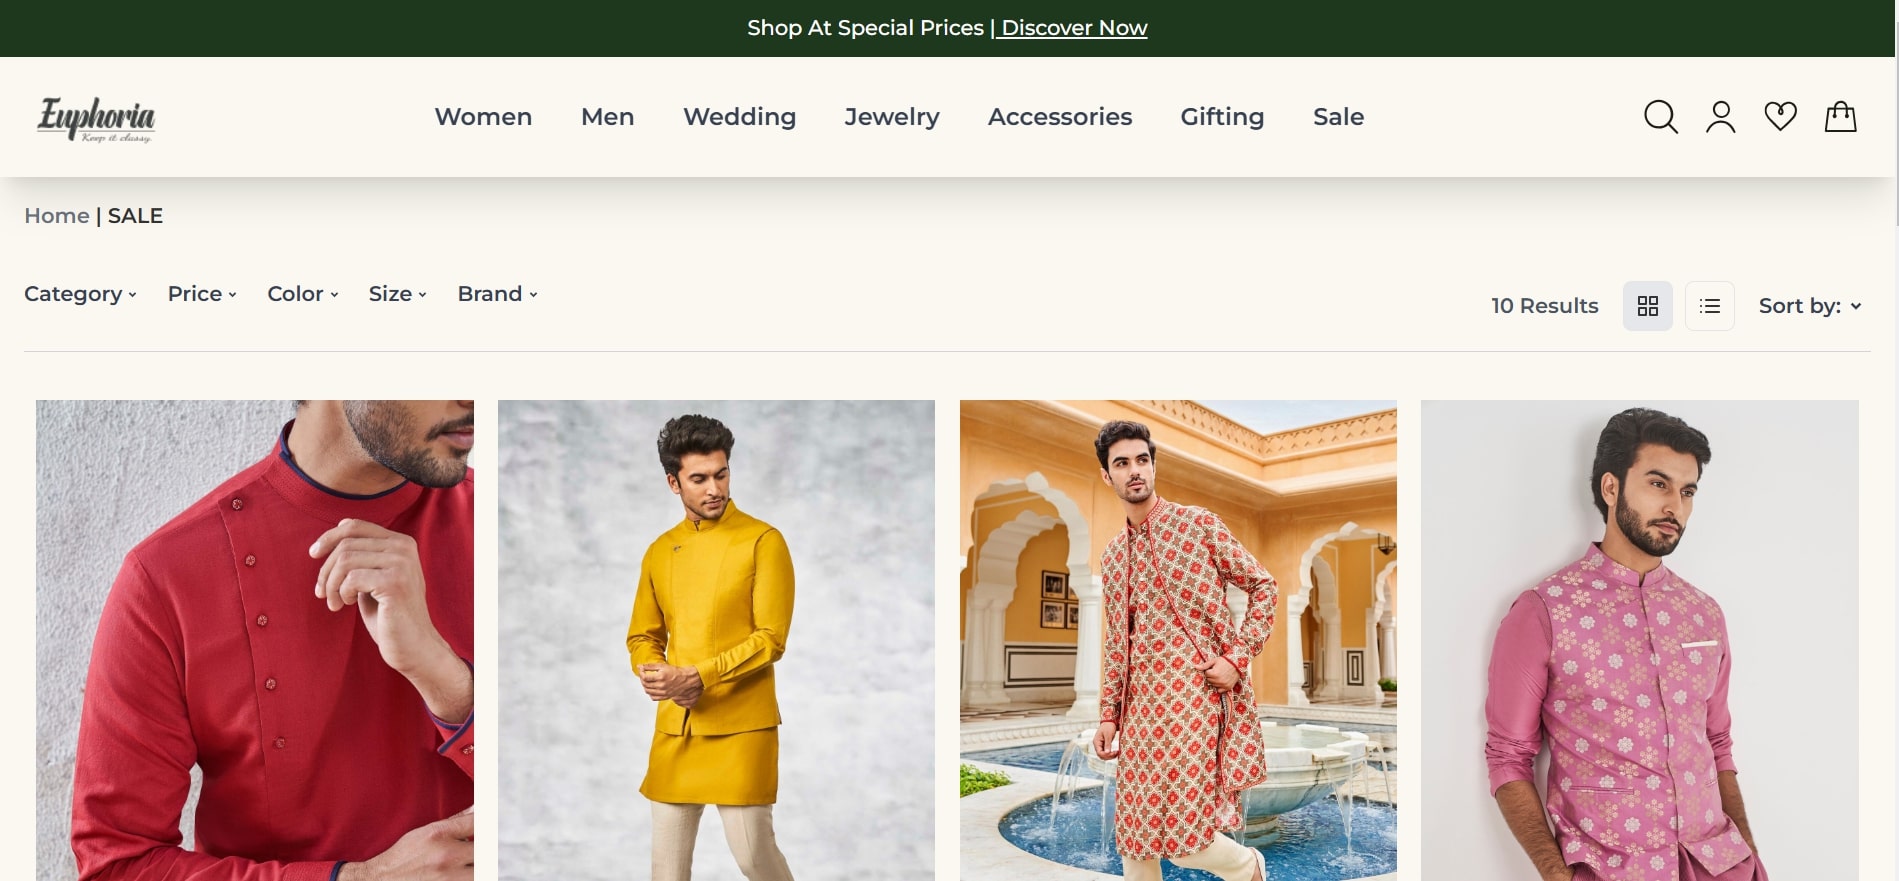 Shop At Special Prices | Discover Now
Euphoria
Keep it classy.
Women Men Wedding Jewelry Accessories Gifting Sale
Home | SALE
Category Price Color Size Brand
10 Results Sort by: